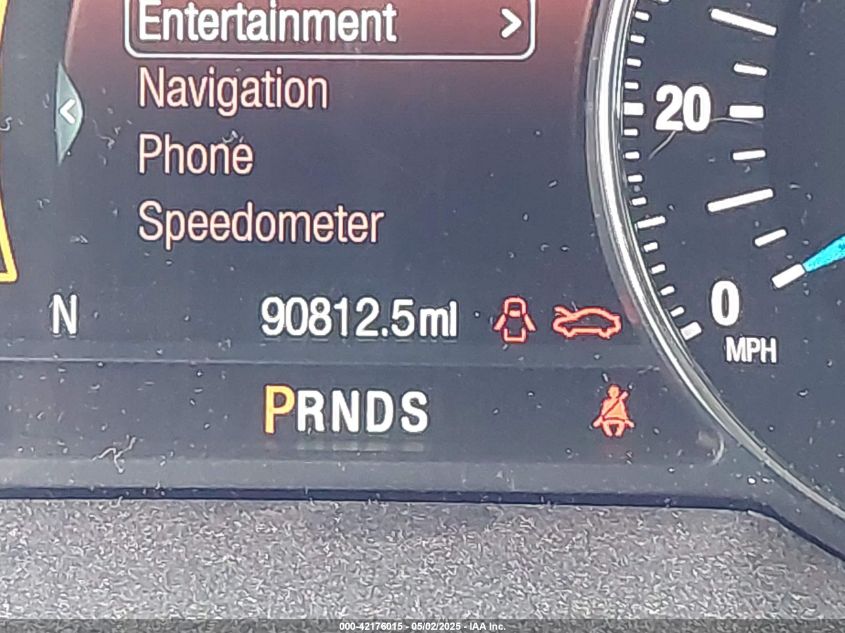 Entertainment >
Navigation
Phone
Speedometer
20
0
MPH
N 90812.5mi
PRNDS
000-42176015 - 05/02/2025 - IAA Inc.